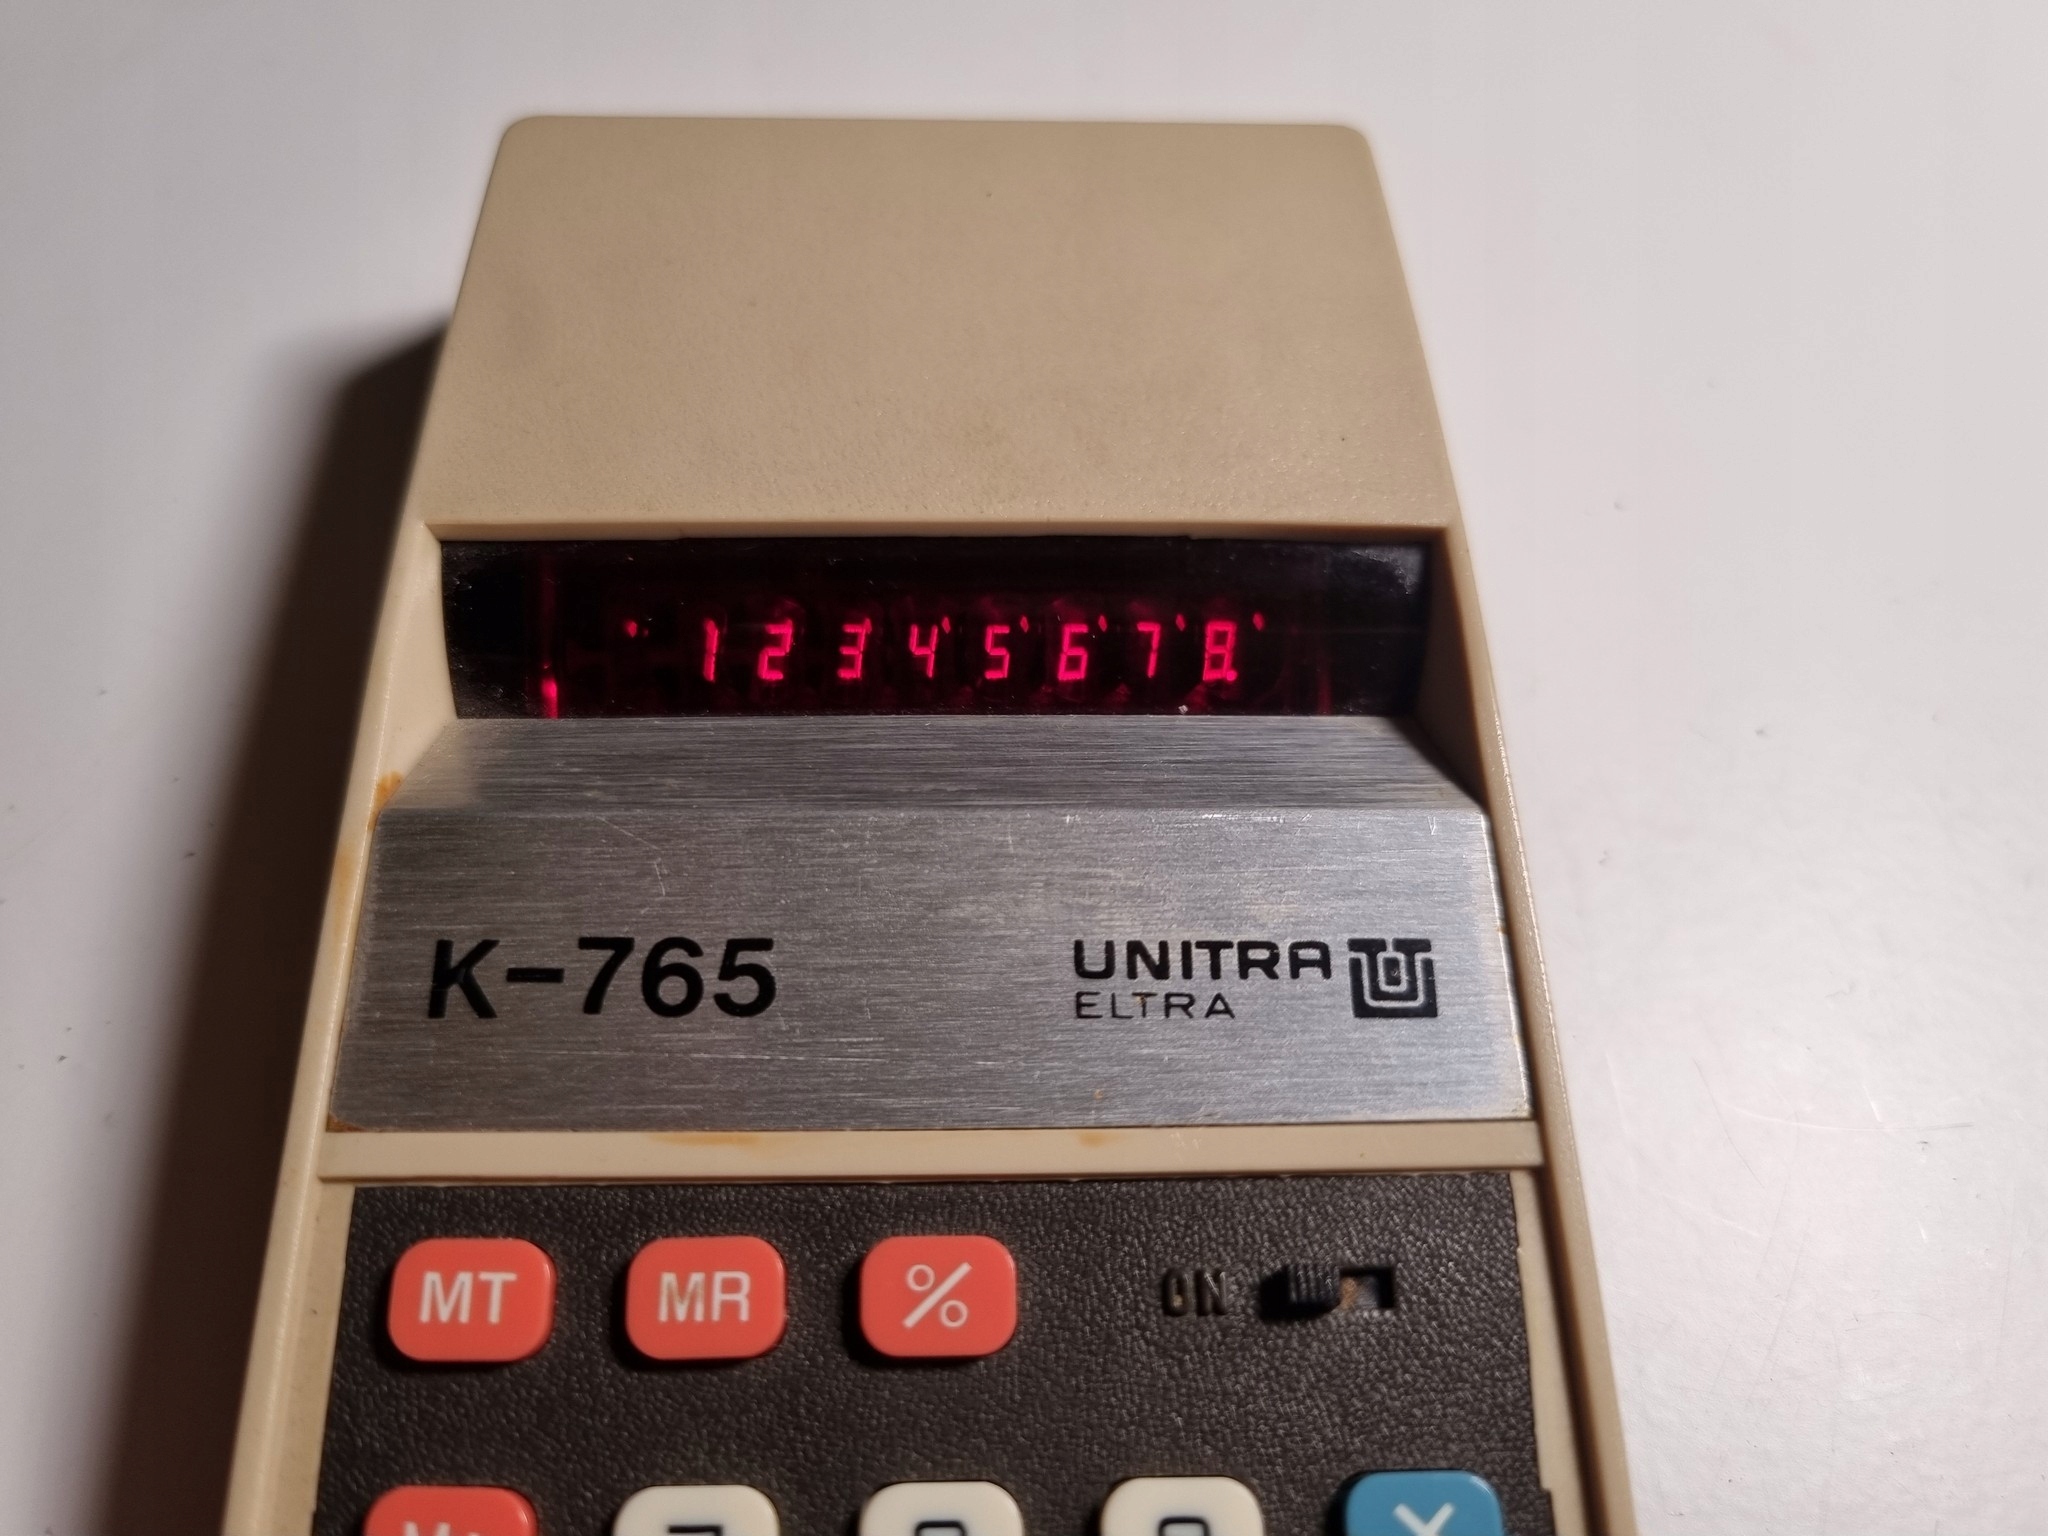 12345678.
K-765
UNITRA
ELTRA
MT MR % ON